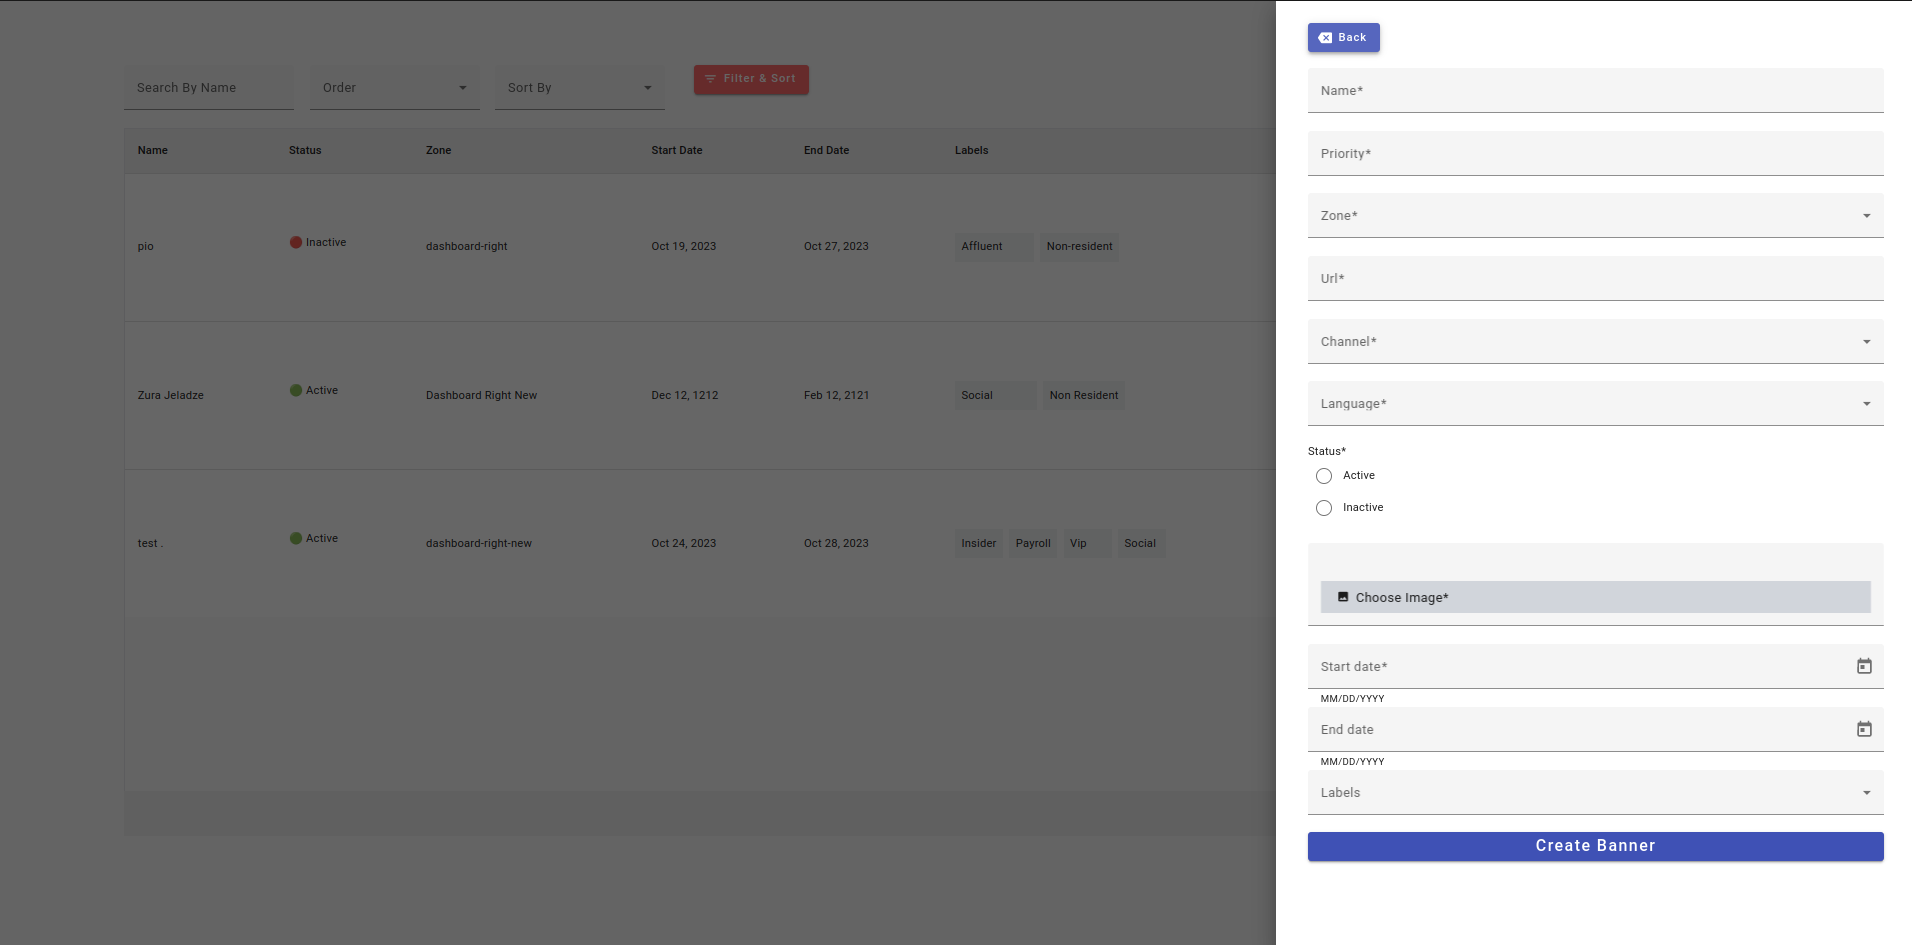 Search By Name Order Sort By Filter & Sort
Name Status Zone Start Date End Date Labels
pio Inactive dashboard-right Oct 19, 2023 Oct 27, 2023 Affluent Non-resident
Zura Jeladze Active Dashboard Right New Dec 12, 1212 Feb 12, 2121 Social Non Resident
test . Active dashboard-right-new Oct 24, 2023 Oct 28, 2023 Insider Payroll Vip Social
Back
Name*
Priority*
Zone*
Url*
Channel*
Language*
Status*
Active
Inactive
Choose Image*
Start date*
MM/DD/YYYY
End date
MM/DD/YYYY
Labels
Create Banner